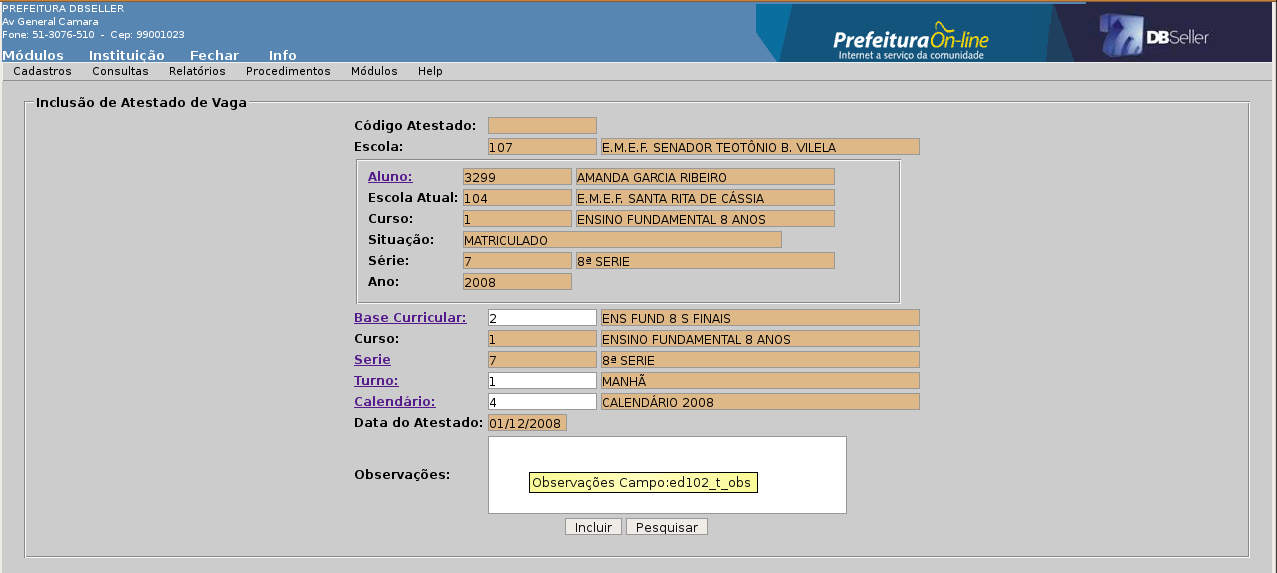 PREFEITURA DBSELLER
Av General Camara
Fone: 51-3076-510 - Cep: 99001023
PrefeituraOn-line
Internet a serviço da comunidade
DBSeller
Módulos Instituição Fechar Info
Cadastros Consultas Relatórios Procedimentos Módulos Help
Inclusão de Atestado de Vaga
Código Atestado:
Escola: 107 E.M.E.F. SENADOR TEOTÔNIO B. VILELA
Aluno: 3299 AMANDA GARCIA RIBEIRO
Escola Atual: 104 E.M.E.F. SANTA RITA DE CÁSSIA
Curso: 1 ENSINO FUNDAMENTAL 8 ANOS
Situação: MATRICULADO
Série: 7 8ª SERIE
Ano: 2008
Base Curricular: 2 ENS FUND 8 S FINAIS
Curso: 1 ENSINO FUNDAMENTAL 8 ANOS
Serie 7 8ª SERIE
Turno: 1 MANHÃ
Calendário: 4 CALENDÁRIO 2008
Data do Atestado: 01/12/2008
Observações: Observações Campo:ed102_t_obs
Incluir Pesquisar